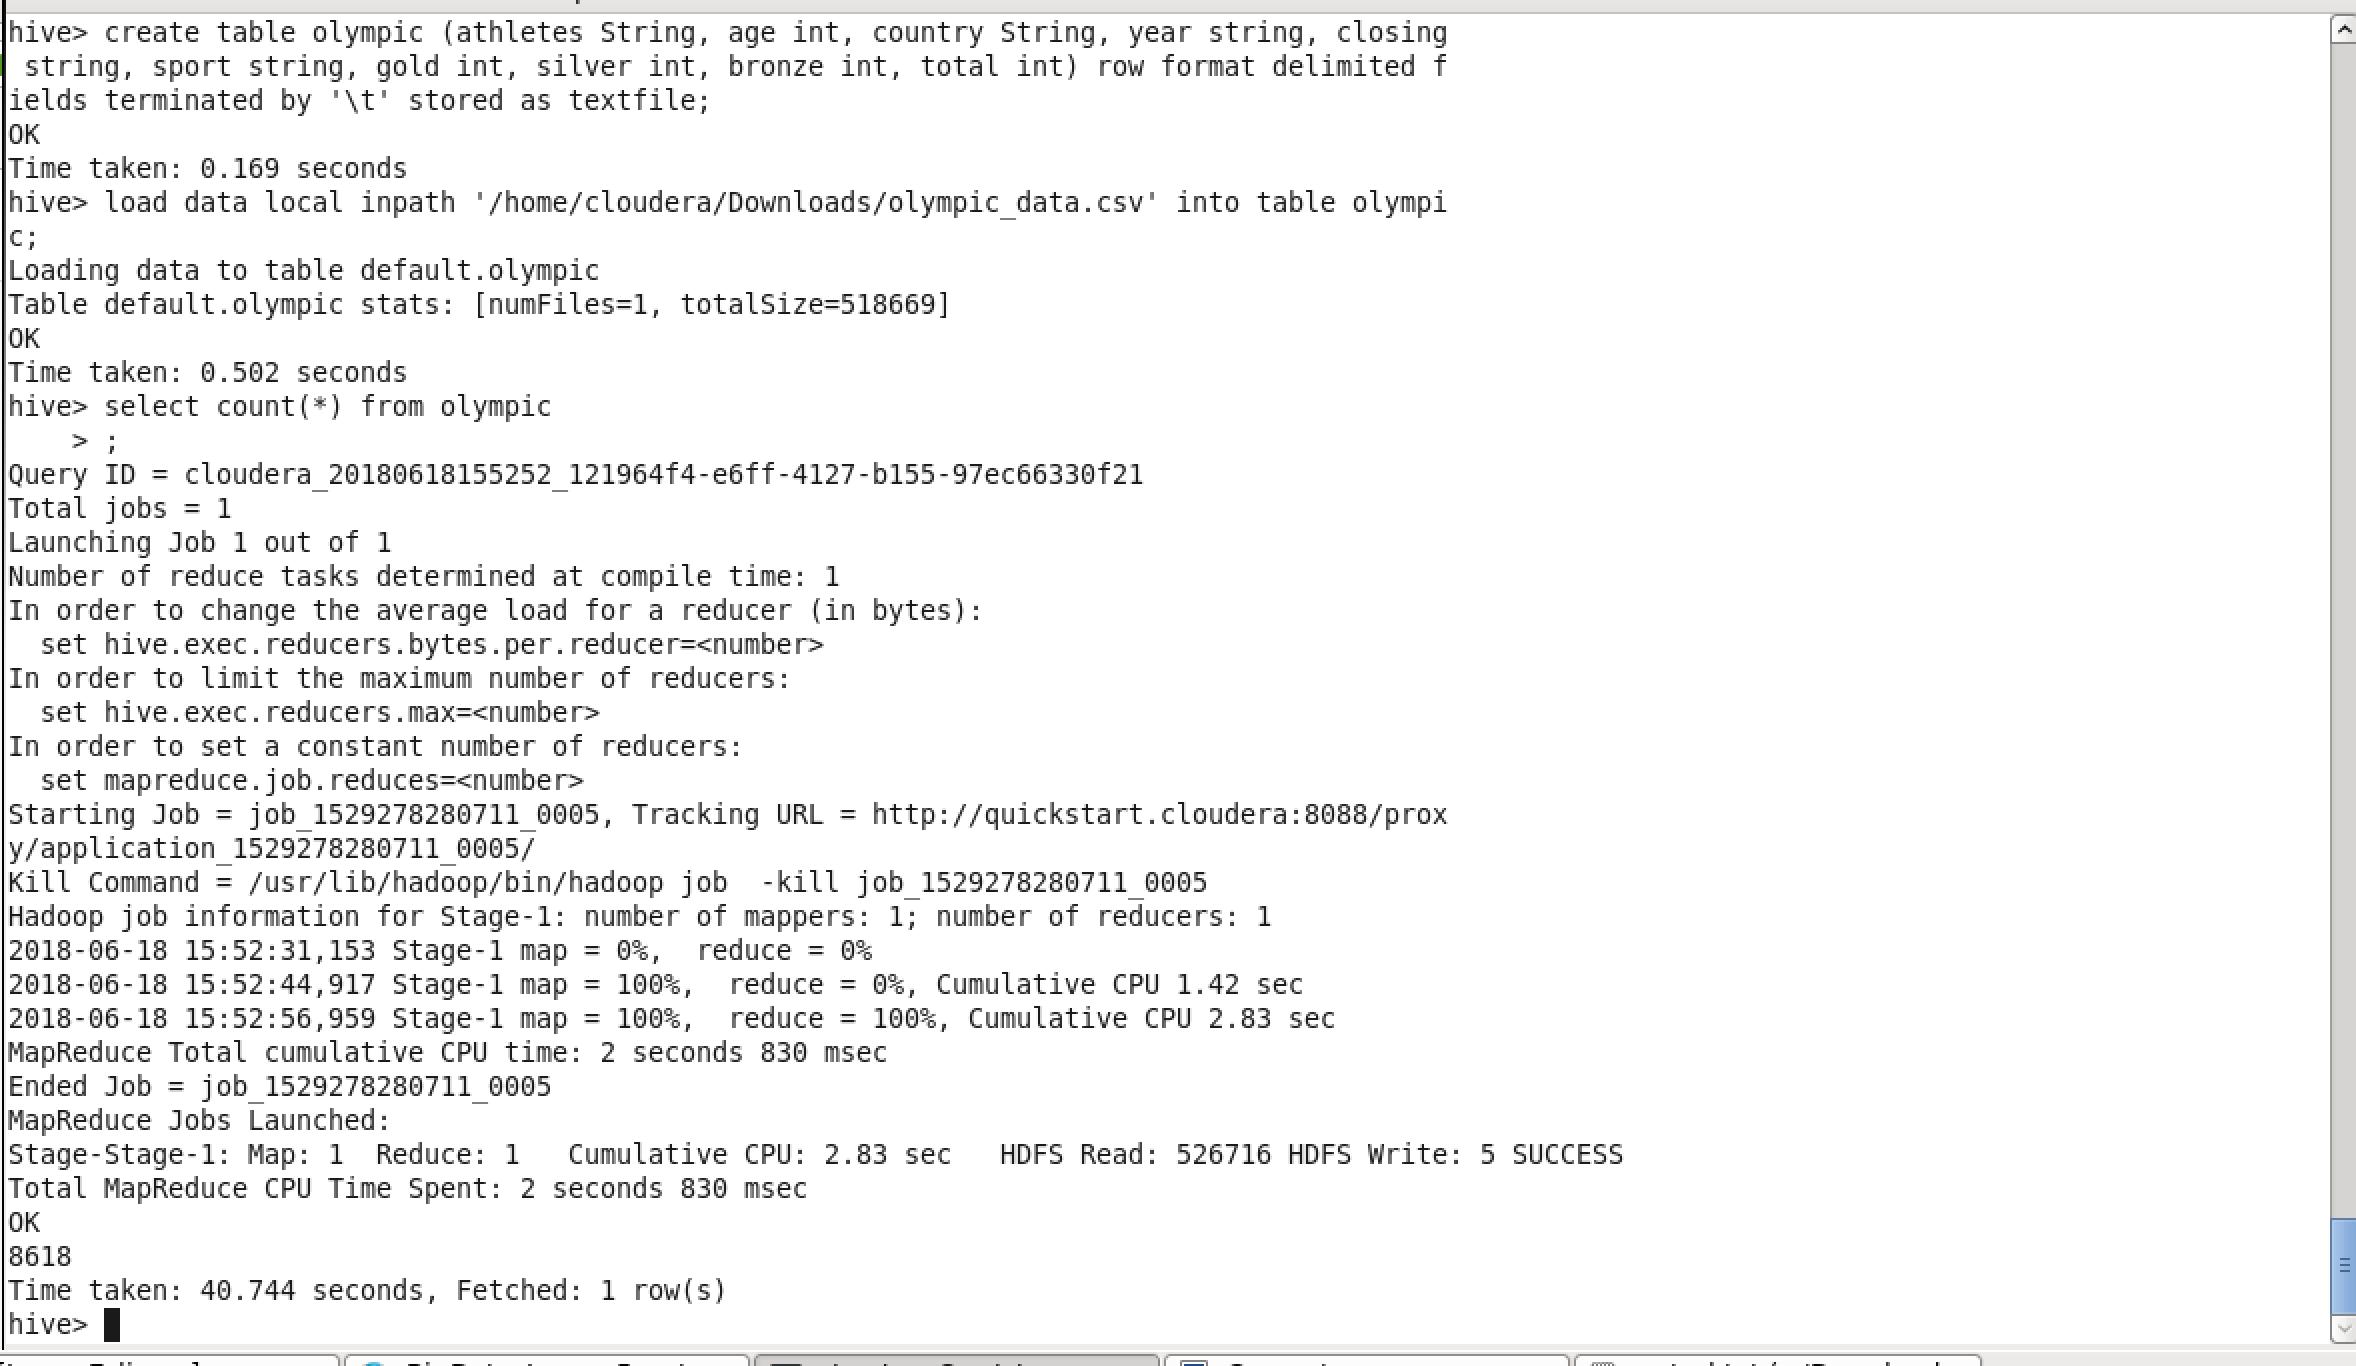 hive> create table olympic (athletes String, age int, country String, year string, closing
 string, sport string, gold int, silver int, bronze int, total int) row format delimited f
ields terminated by '\t' stored as textfile;
OK
Time taken: 0.169 seconds
hive> load data local inpath '/home/cloudera/Downloads/olympic_data.csv' into table olympi
c;
Loading data to table default.olympic
Table default.olympic stats: [numFiles=1, totalSize=518669]
OK
Time taken: 0.502 seconds
hive> select count(*) from olympic
    > ;
Query ID = cloudera_20180618155252_121964f4-e6ff-4127-b155-97ec66330f21
Total jobs = 1
Launching Job 1 out of 1
Number of reduce tasks determined at compile time: 1
In order to change the average load for a reducer (in bytes):
  set hive.exec.reducers.bytes.per.reducer=<number>
In order to limit the maximum number of reducers:
  set hive.exec.reducers.max=<number>
In order to set a constant number of reducers:
  set mapreduce.job.reduces=<number>
Starting Job = job_1529278280711_0005, Tracking URL = http://quickstart.cloudera:8088/prox
y/application_1529278280711_0005/
Kill Command = /usr/lib/hadoop/bin/hadoop job  -kill job_1529278280711_0005
Hadoop job information for Stage-1: number of mappers: 1; number of reducers: 1
2018-06-18 15:52:31,153 Stage-1 map = 0%,  reduce = 0%
2018-06-18 15:52:44,917 Stage-1 map = 100%,  reduce = 0%, Cumulative CPU 1.42 sec
2018-06-18 15:52:56,959 Stage-1 map = 100%,  reduce = 100%, Cumulative CPU 2.83 sec
MapReduce Total cumulative CPU time: 2 seconds 830 msec
Ended Job = job_1529278280711_0005
MapReduce Jobs Launched:
Stage-Stage-1: Map: 1  Reduce: 1   Cumulative CPU: 2.83 sec   HDFS Read: 526716 HDFS Write: 5 SUCCESS
Total MapReduce CPU Time Spent: 2 seconds 830 msec
OK
8618
Time taken: 40.744 seconds, Fetched: 1 row(s)
hive>